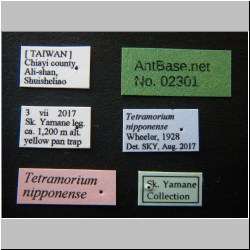 [ TAIWAN ]
Chiayi county,
Ali-shan,
Shuisheliao
AntBase.net
No. 02301
3 vii 2017
Sk. Yamane leg.
ca. 1,200 m alt.
yellow pan trap
Tetramorium
nipponense
Wheeler, 1928
Det. SKY, Aug. 2017
Tetramorium
nipponense
Sk. Yamane
Collection